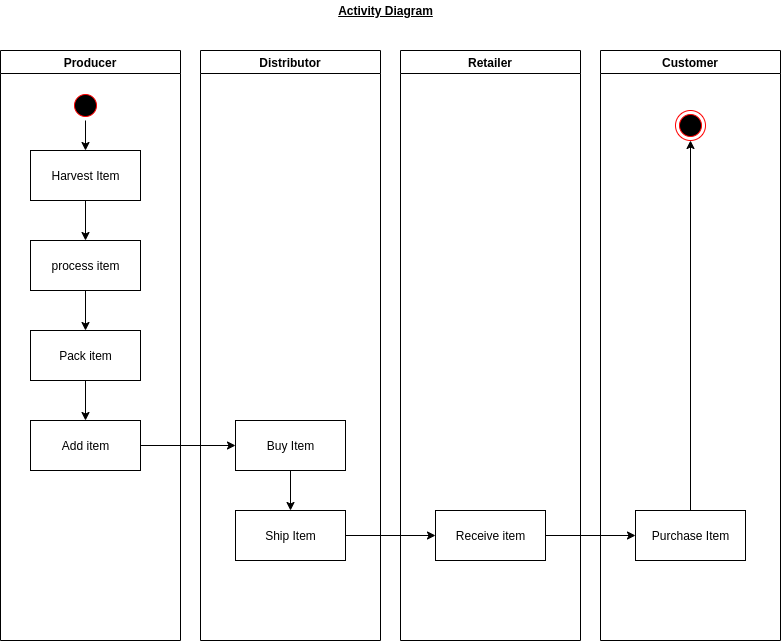 Activity Diagram
Producer
Distributor
Retailer
Customer
Harvest Item
process item
Pack item
Add item
Buy Item
Ship Item
Receive item
Purchase Item